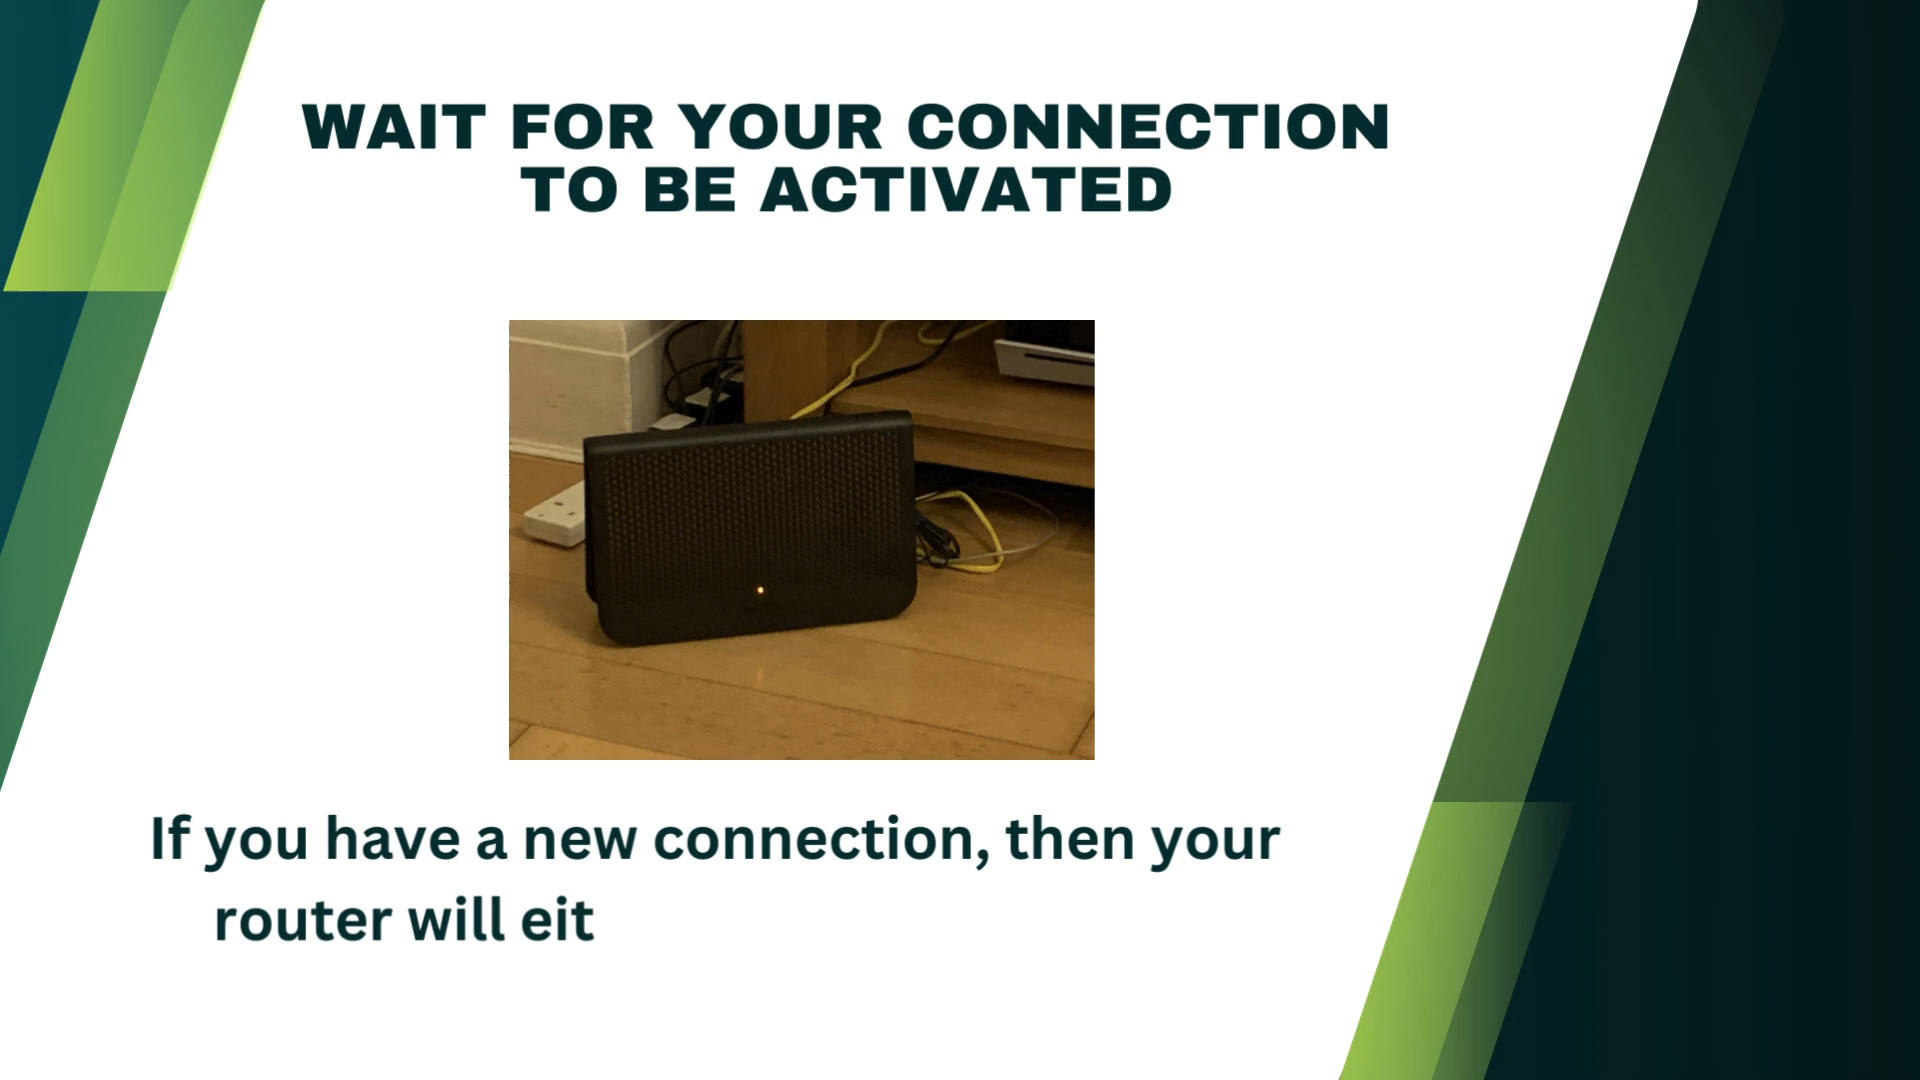 WAIT FOR YOUR CONNECTION
TO BE ACTIVATED
If you have a new connection, then your
router will eit